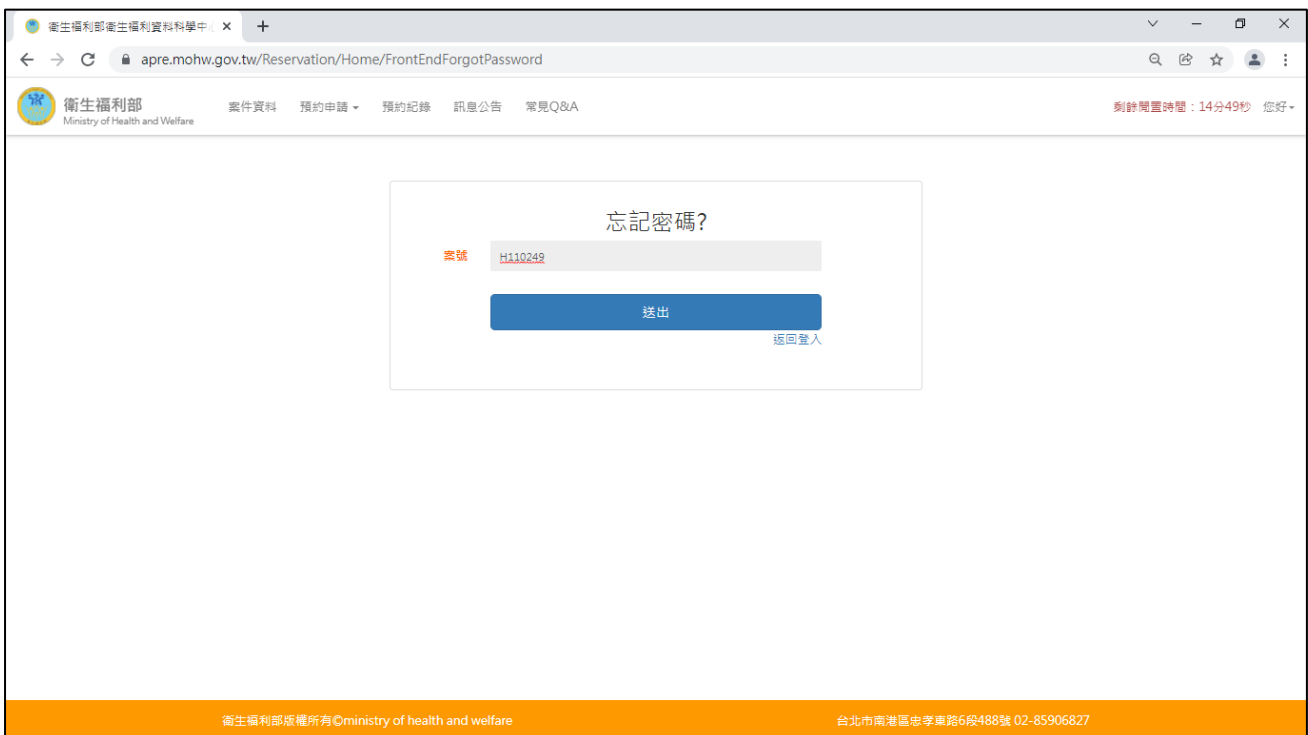 衛生福利部衛生福利資料科學中
apre.mohw.gov.tw/Reservation/Home/FrontEndForgotPassword
衛生福利部
Ministry of Health and Welfare
案件資料 預約申請 預約紀錄 訊息公告 常見Q&A
剩餘閒置時間：14分49秒 您好
忘記密碼?
案號 H110249
送出
返回登入
衛生福利部版權所有©ministry of health and welfare
台北市南港區忠孝東路6段488號 02-85906827